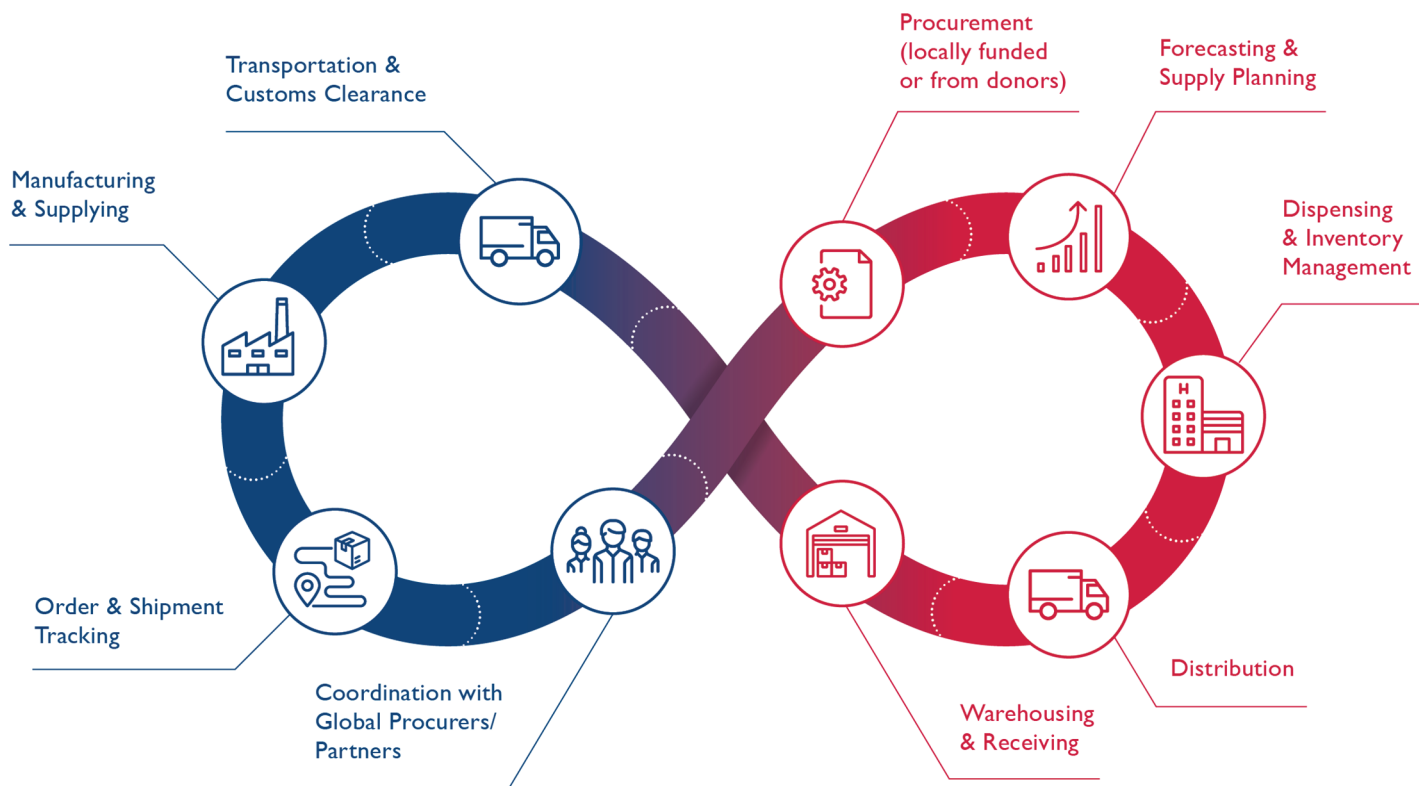 Transportation &
Customs Clearance
Procurement
(locally funded
or from donors)
Forecasting &
Supply Planning
Manufacturing
& Supplying
Dispensing
& Inventory
Management
H
Order & Shipment
Tracking
Coordination with
Global Procurers/
Partners
Warehousing
& Receiving
Distribution